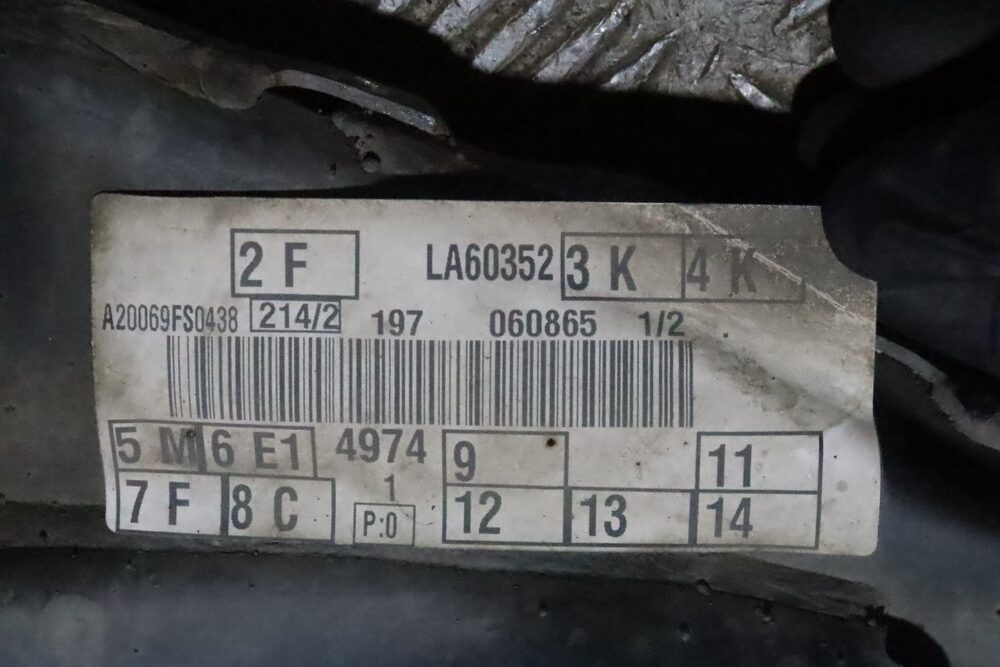 2 F LA60352 3 K 4 K
A20069FS0438 214/2 197 060865 1/2
5 M 6 E1 4974 9 11
7 F 8 C 1 P:0 12 13 14